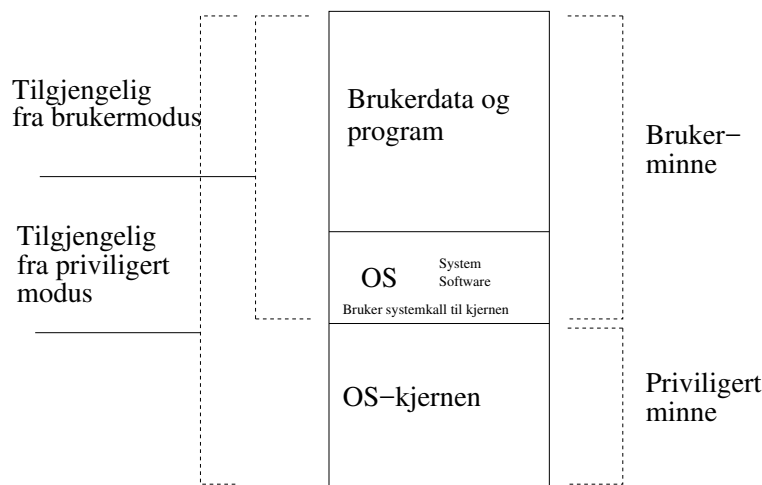 Tilgjengelig
fra brukermodus
Tilgjengelig
fra priviligert
modus
Brukerdata og
program
OS
System
Software
Bruker systemkall til kjernen
OS−kjernen
Bruker−
minne
Priviligert
minne